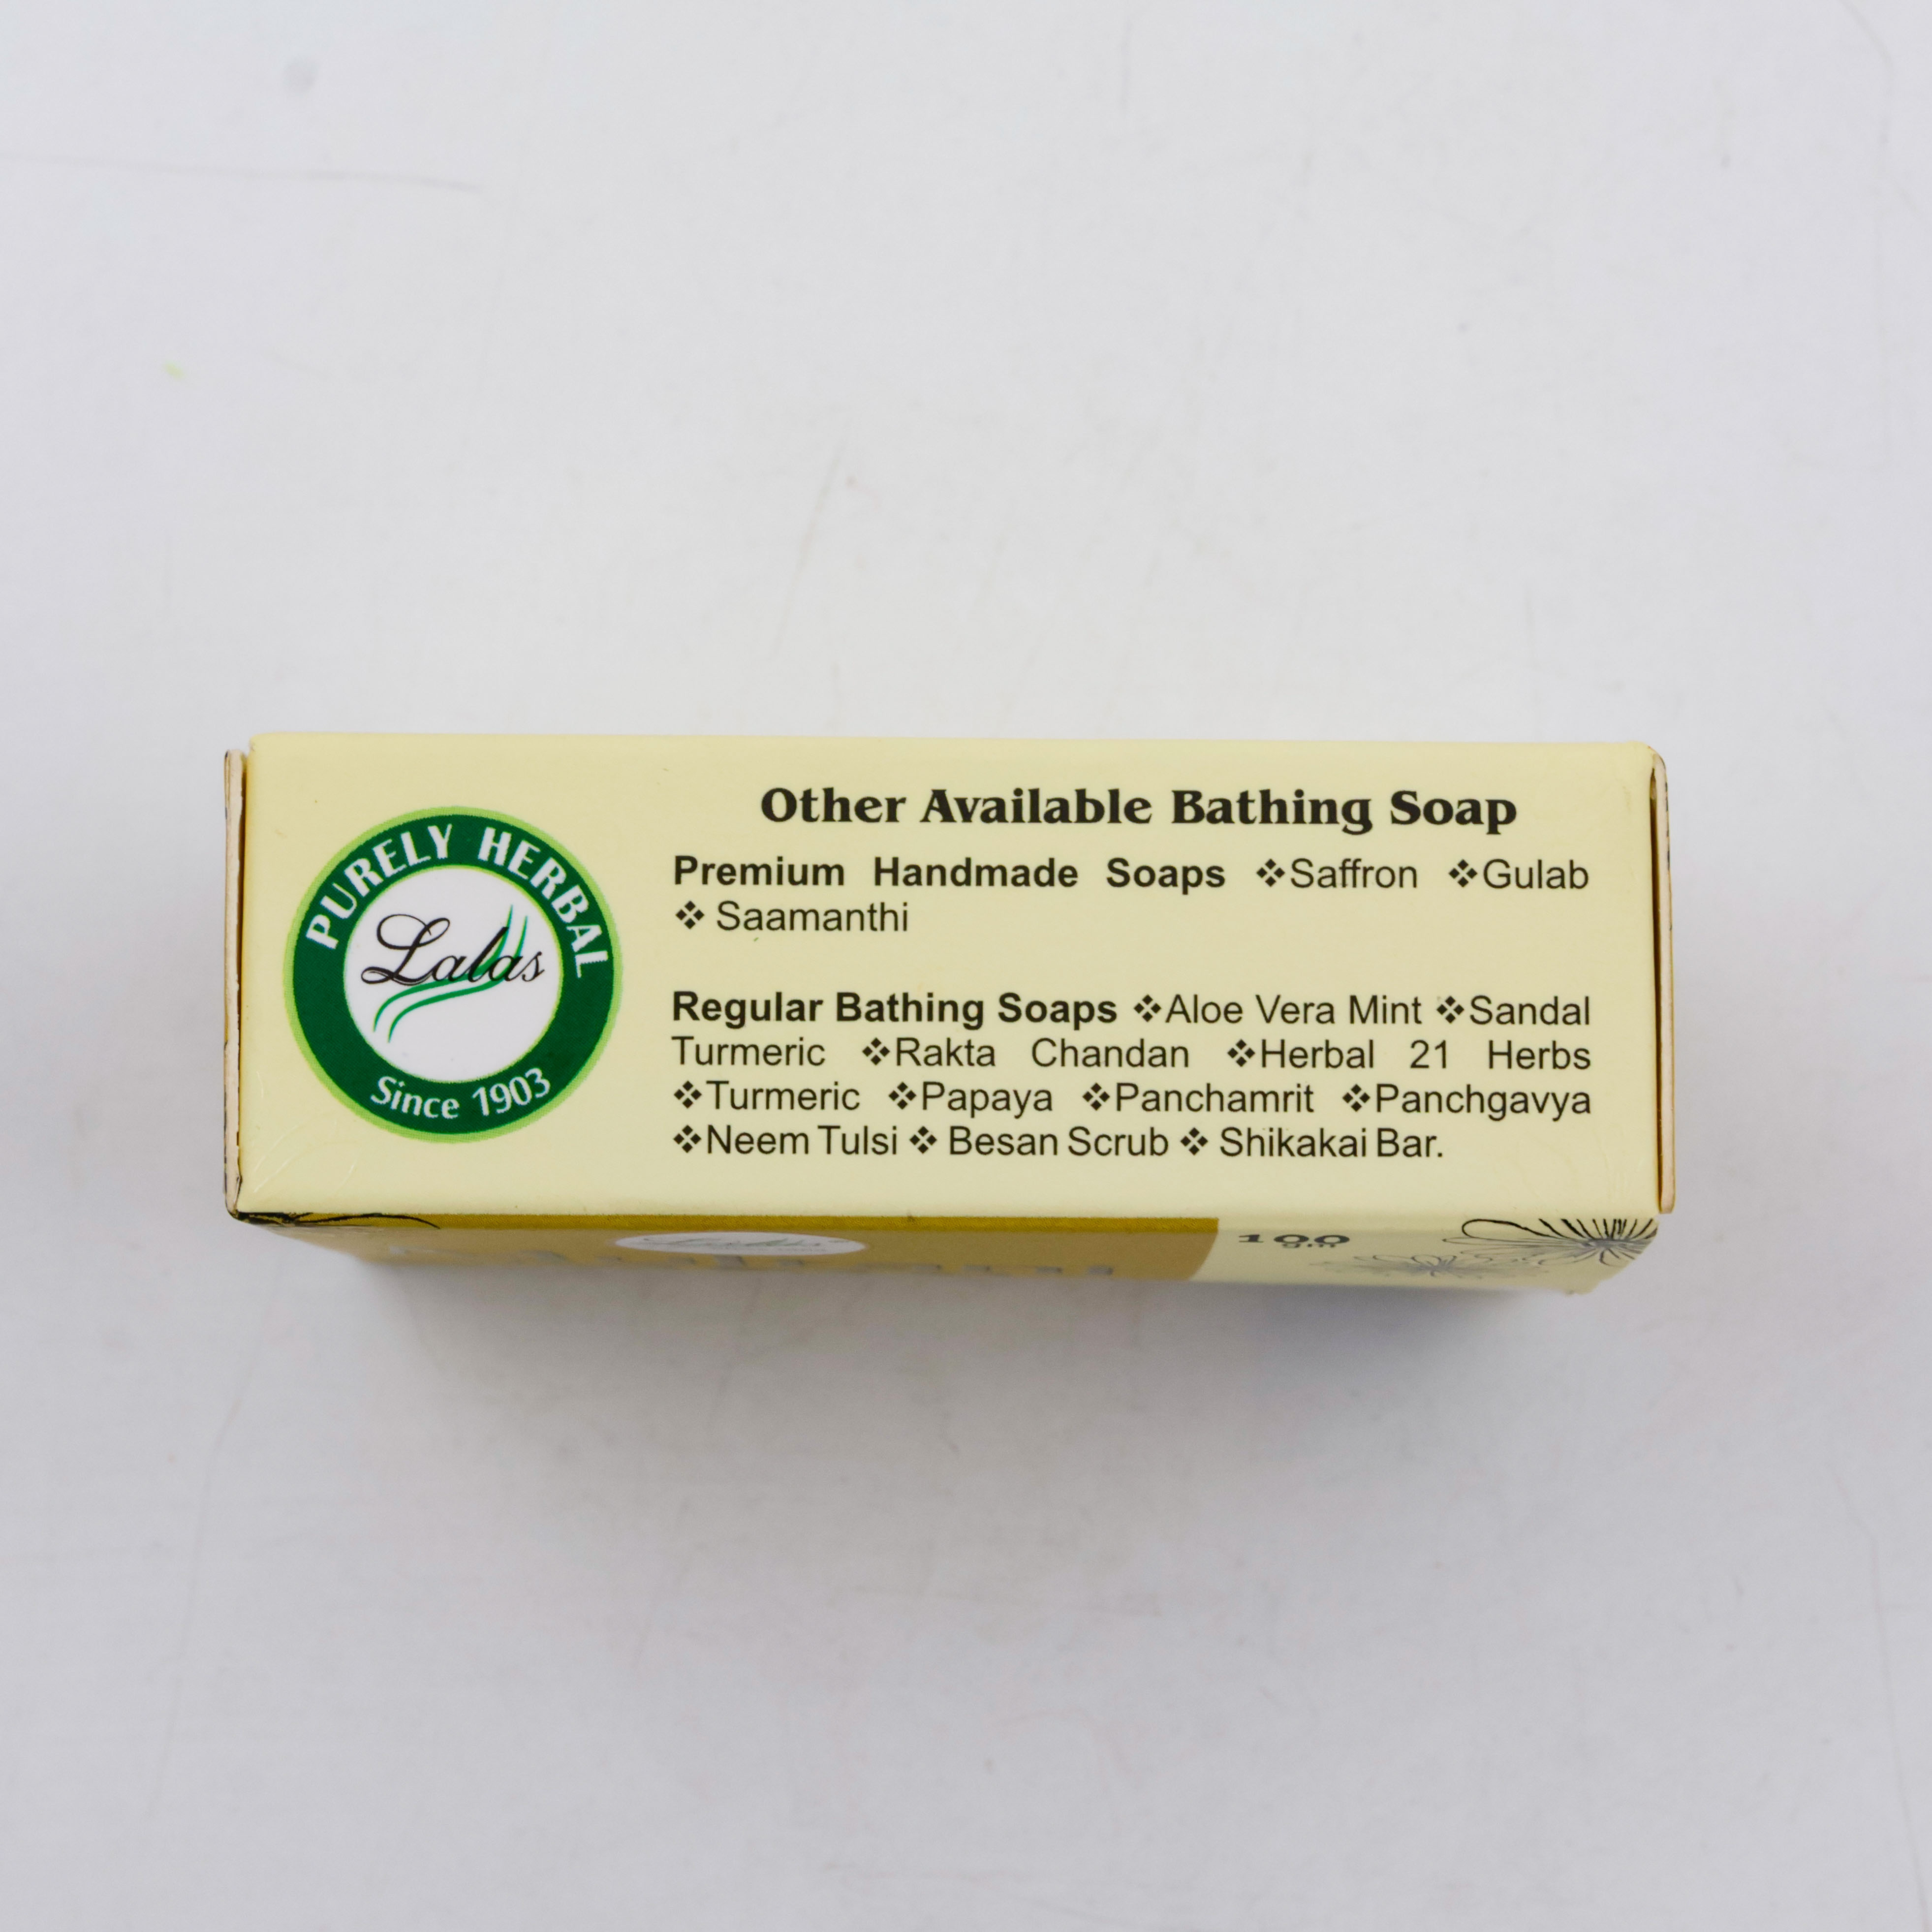 PURELY HERBAL
Lalas
Since 1903
Other Available Bathing Soap
Premium Handmade Soaps ❖Saffron ❖Gulab
❖ Saamanthi
Regular Bathing Soaps ❖Aloe Vera Mint ❖Sandal
Turmeric ❖Rakta Chandan ❖Herbal 21 Herbs
❖Turmeric ❖Papaya ❖Panchamrit ❖Panchgavya
❖Neem Tulsi ❖ Besan Scrub ❖ Shikakai Bar.
100
gm